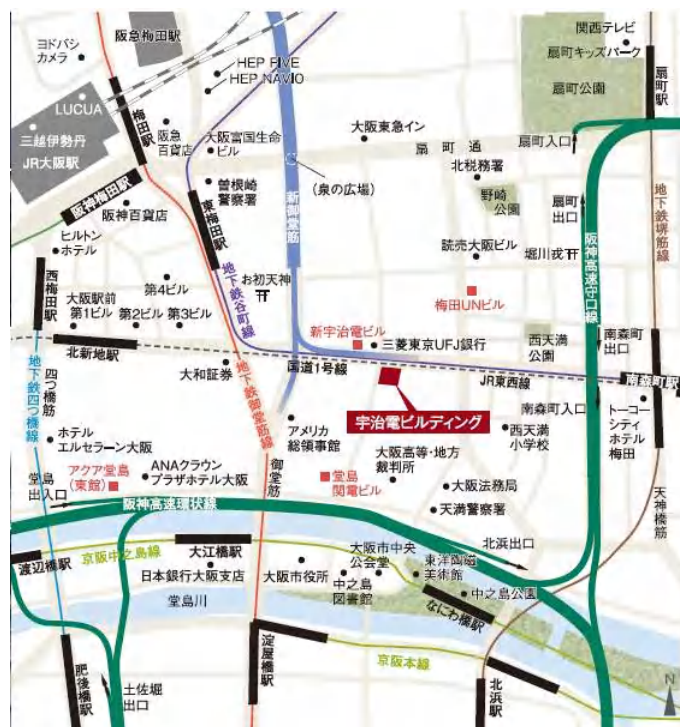 ヨドバシ
カメラ
阪急梅田駅
HEP FIVE
HEP NAVIO
関西テレビ
扇町キッズパーク
扇町公園
扇町駅
LUCUA
三越伊勢丹
JR大阪駅
梅田駅
阪急
百貨店
大阪富国生命
ビル
大阪東急イン
扇町通
北税務署
扇町入口
阪神梅田駅
阪神百貨店
曽根崎
警察署
東梅田駅
新御堂筋
(泉の広場)
野崎
公園
扇町
出口
地下鉄堺筋線
阪神高速守口線
ヒルトン
ホテル
西梅田駅
読売大阪ビル
堀川戎
お初天神
梅田UNビル
大阪駅前
第1ビル
第2ビル
第3ビル
第4ビル
地下鉄谷町線
新宇治電ビル
三菱東京UFJ銀行
西天満
公園
南森町
出口
北新地駅
国道1号線
JR東西線
南森町駅
大和証券
宇治電ビルディング
南森町入口
トーコー
シティ
ホテル
梅田
四つ橋筋
地下鉄四つ橋線
地下鉄御堂筋線
アメリカ
総領事館
西天満
小学校
ホテル
エルセラーン大阪
大阪高等・地方
裁判所
堂島
出入口
アクア堂島
(東館)
ANAクラウン
プラザホテル大阪
御堂筋
堂島
関電ビル
大阪法務局
天満警察署
天神橋筋
阪神高速環状線
北浜出口
渡辺橋駅
京阪中之島線
大江橋駅
日本銀行大阪支店
大阪市役所
大阪市中央
公会堂
中之島
図書館
東洋陶磁
美術館
中之島公園
なにわ橋駅
堂島川
淀屋橋駅
京阪本線
肥後橋駅
土佐堀
出口
北浜駅
N